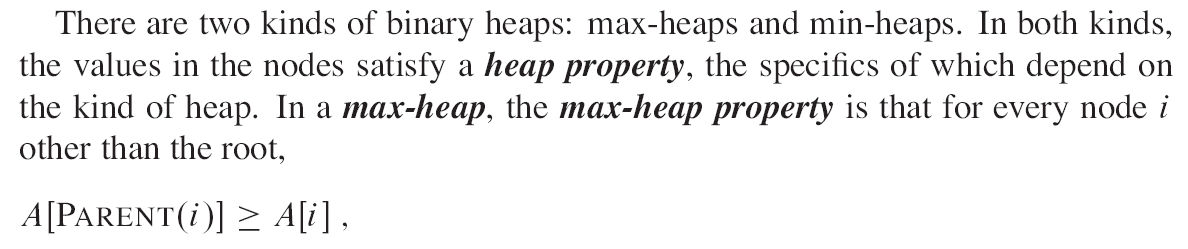 There are two kinds of binary heaps: max-heaps and min-heaps. In both kinds,
the values in the nodes satisfy a heap property, the specifics of which depend on
the kind of heap. In a max-heap, the max-heap property is that for every node i
other than the root,
A[PARENT(i)] ≥ A[i] ,